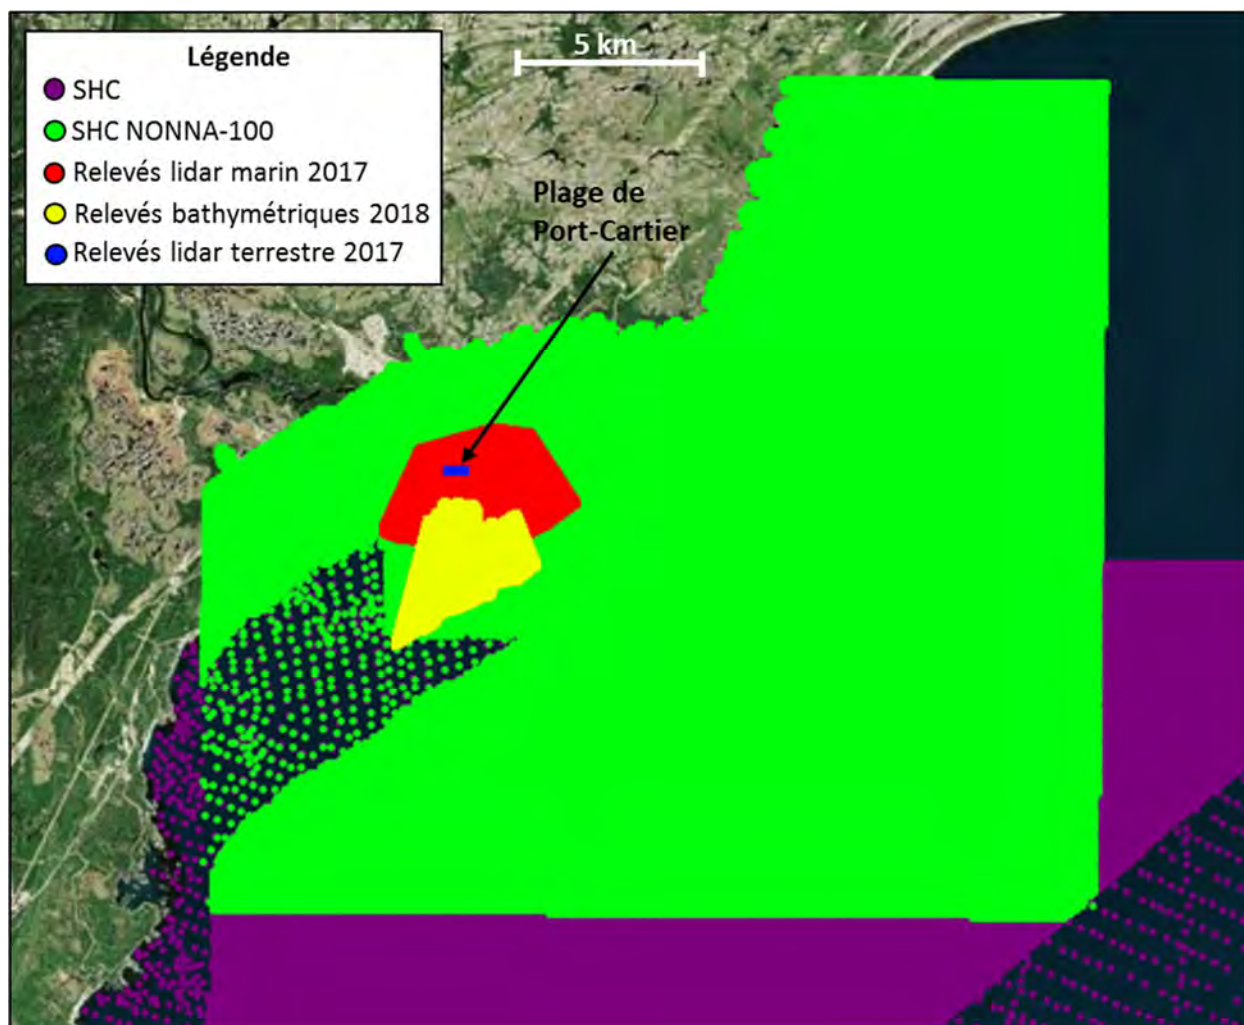 Légende
SHC
SHC NONNA-100
Relevés lidar marin 2017
Relevés bathymétriques 2018
Relevés lidar terrestre 2017
5 km
Plage de
Port-Cartier